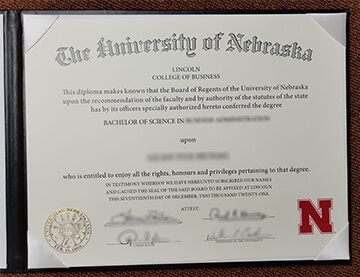 The University of Nebraska
LINCOLN
COLLEGE OF BUSINESS
This diploma makes known that the Board of Regents of the University of Nebraska
upon the recommendation of the faculty and by authority of the statutes of the state
has by its officers specially authorized hereto conferred the degree
BACHELOR OF SCIENCE IN
upon
who is entitled to enjoy all the rights, honours and privileges pertaining to that degree.
IN TESTIMONY WHEREOF WE HAVE HEREUNTO SUBSCRIBED OUR NAMES
AND CAUSED THE SEAL OF THE SAID BOARD TO BE AFFIXED AT LINCOLN
THIS SEVENTEENTH DAY OF DECEMBER, TWO THOUSAND TWENTY ONE.
ATTEST:
N